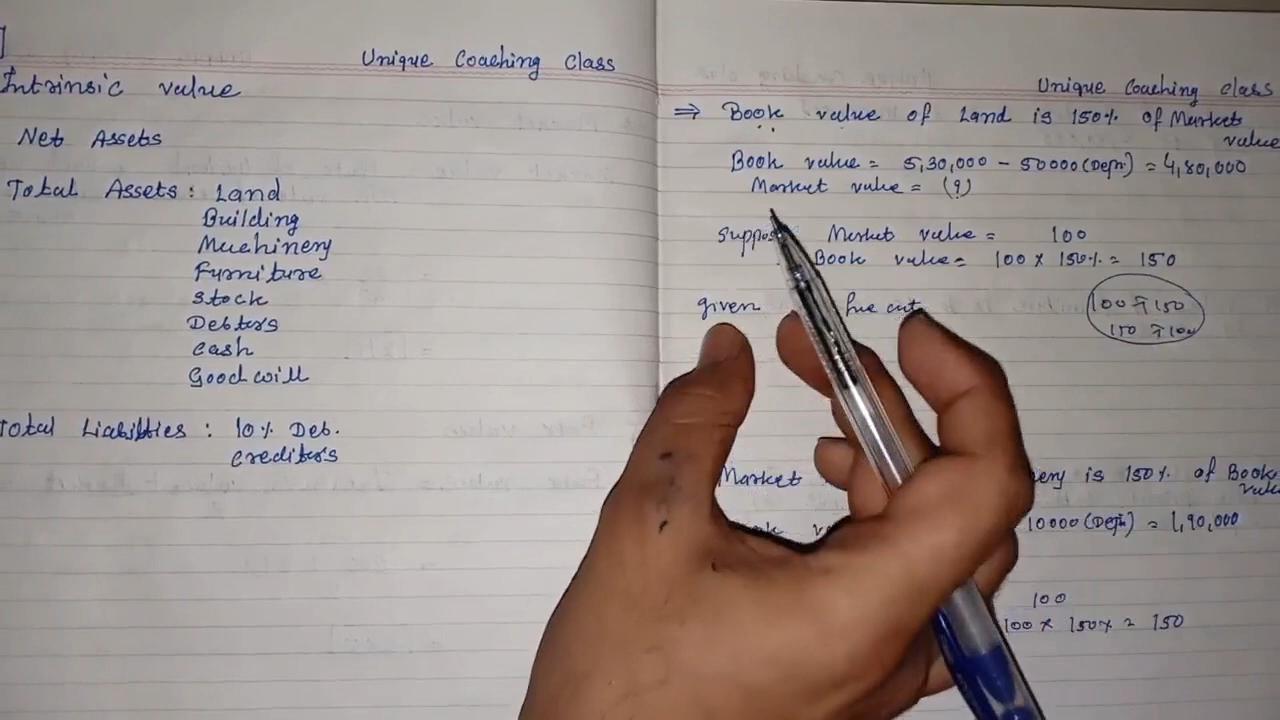 Unique Coaching Class
Intrinsic value
Net Assets
Total Assets : Land
Building
Muchinery
Furniture
Stock
Debtors
Cash
Goodwill
Total Liabilities : 10% Deb.
Creditors
Unique Coaching Class
⇒ Book value of Land is 150% of Market value
Book value = 5,30,000 - 50000 (Depn.) = 4,80,000
Market value = (?)
Market value = 100
Book value = 100 x 150% = 150
given
100 150
150 100
Market is 150% of Book value
10000 (Depn) = 1,90,000
100
100 x 150% = 150